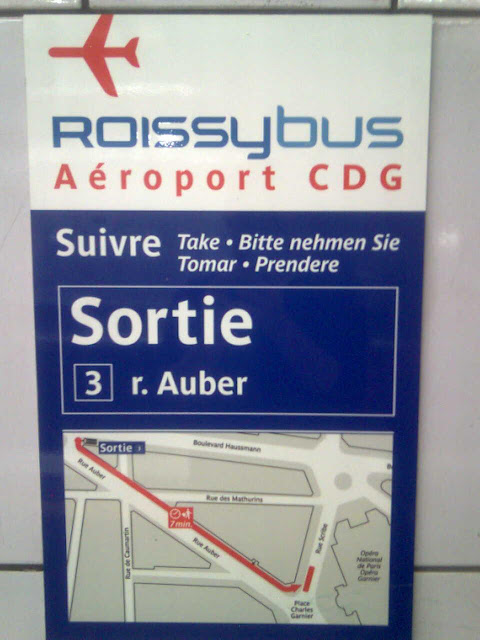 ROISSYBUS
Aéroport CDG
Suivre Take • Bitte nehmen Sie
Tomar • Prendere
Sortie
3 r. Auber
Sortie ›
Boulevard Haussmann
Rue Auber
Rue des Mathurins
7min.
Rue Auber
Rue de Caumartin
Rue Scribe
Opéra
National
de Paris
Opéra
Garnier
Place
Charles
Garnier